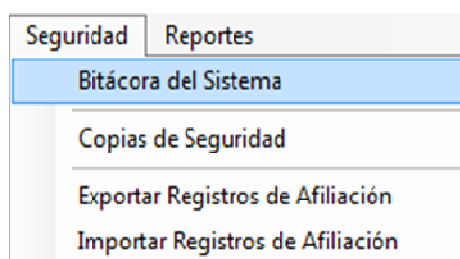 Seguridad Reportes
Bitácora del Sistema
Copias de Seguridad
Exportar Registros de Afiliación
Importar Registros de Afiliación